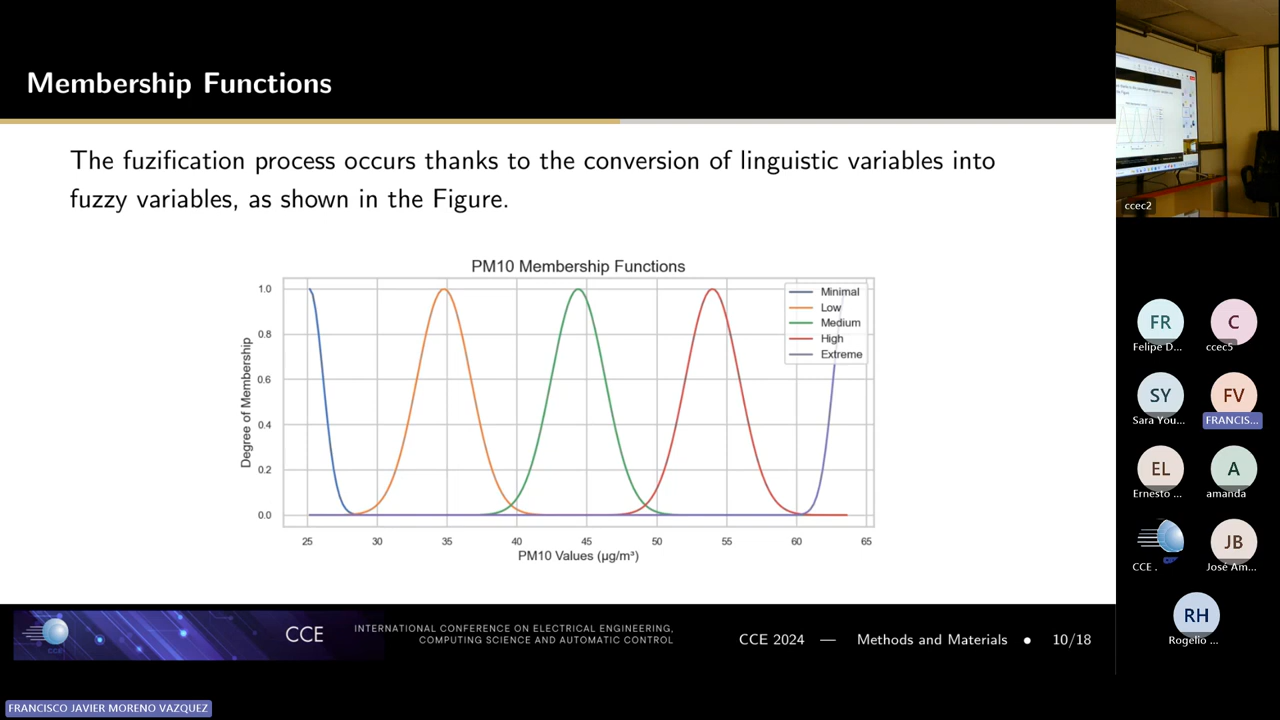 Membership Functions
The fuzification process occurs thanks to the conversion of linguistic variables into
fuzzy variables, as shown in the Figure.
PM10 Membership Functions
Degree of Membership
1.0
0.8
0.6
0.4
0.2
0.0
Minimal
Low
Medium
High
Extreme
25 30 35 40 45 50 55 60 65
PM10 Values (µg/m³)
CCE
INTERNATIONAL CONFERENCE ON ELECTRICAL ENGINEERING,
COMPUTING SCIENCE AND AUTOMATIC CONTROL
CCE 2024 — Methods and Materials • 10/18
FRANCISCO JAVIER MORENO VAZQUEZ
ccec2
FR
Felipe D...
C
ccec5
SY
Sara You...
FV
FRANCIS...
EL
Ernesto ...
A
amanda
CCE .
JB
José Am...
RH
Rogelio ...